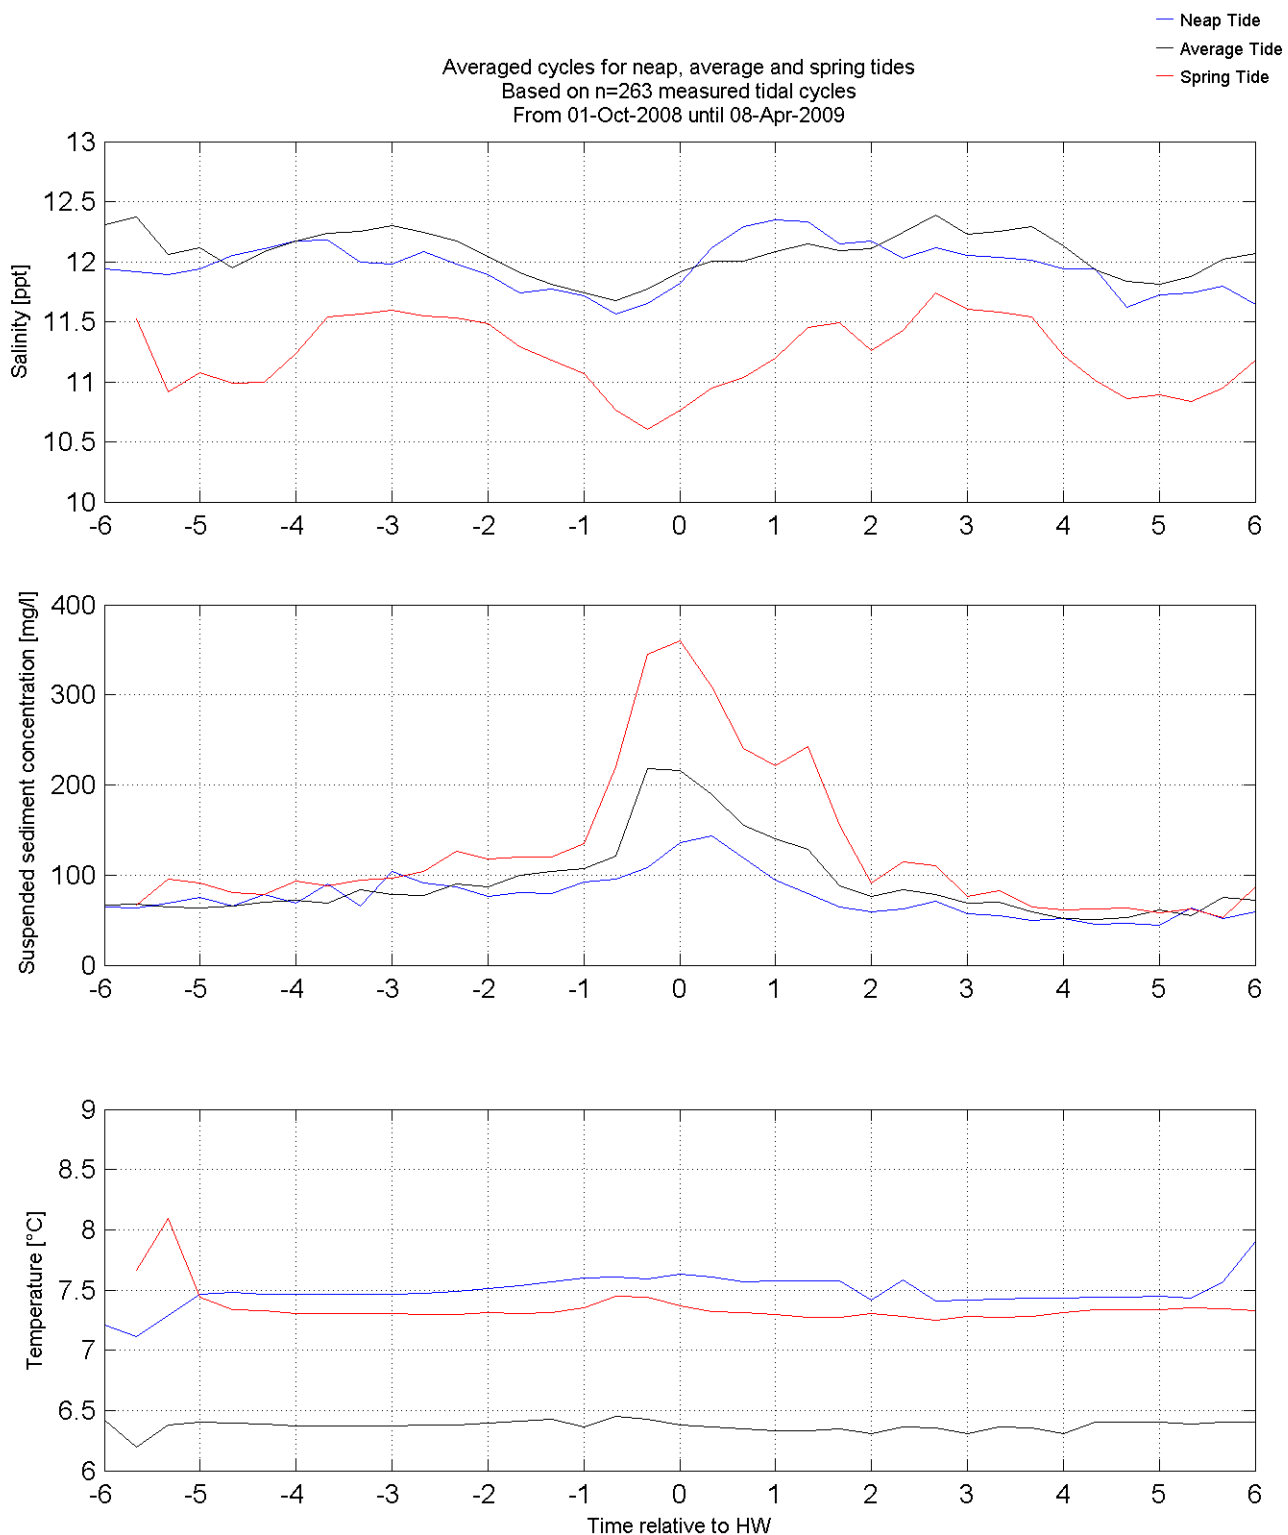 Neap Tide
Average Tide
Spring Tide
Averaged cycles for neap, average and spring tides
Based on n=263 measured tidal cycles
From 01-Oct-2008 until 08-Apr-2009
Salinity [ppt]
13
12.5
12
11.5
11
10.5
10
-6 -5 -4 -3 -2 -1 0 1 2 3 4 5 6
Suspended sediment concentration [mg/l]
400
300
200
100
0
-6 -5 -4 -3 -2 -1 0 1 2 3 4 5 6
Temperature [°C]
9
8.5
8
7.5
7
6.5
6
-6 -5 -4 -3 -2 -1 0 1 2 3 4 5 6
Time relative to HW